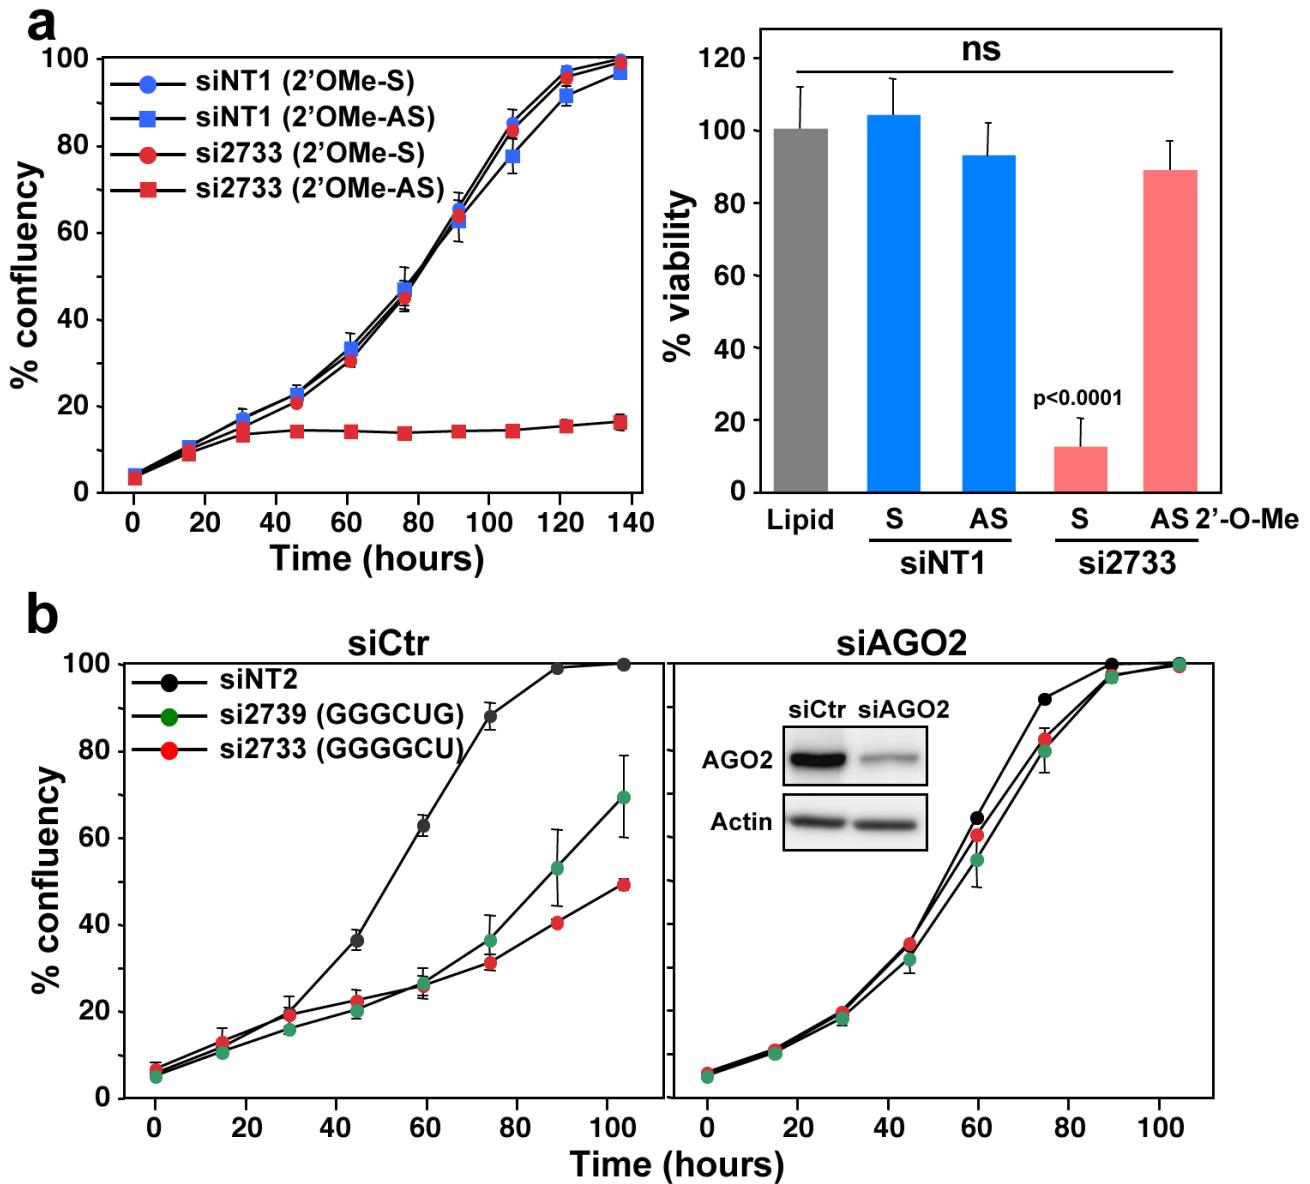 a
100
80
60
40
20
0
% confluency
siNT1 (2'OMe-S)
siNT1 (2'OMe-AS)
si2733 (2'OMe-S)
si2733 (2'OMe-AS)
0 20 40 60 80 100 120 140
Time (hours)
120
100
80
60
40
20
0
% viability
ns
p<0.0001
Lipid S AS S AS 2'-O-Me
siNT1 si2733
b
siCtr
100
80
60
40
20
0
% confluency
siNT2
si2739 (GGGCUG)
si2733 (GGGGCU)
0 20 40 60 80 100
siAGO2
siCtr siAGO2
AGO2
Actin
0 20 40 60 80 100
Time (hours)